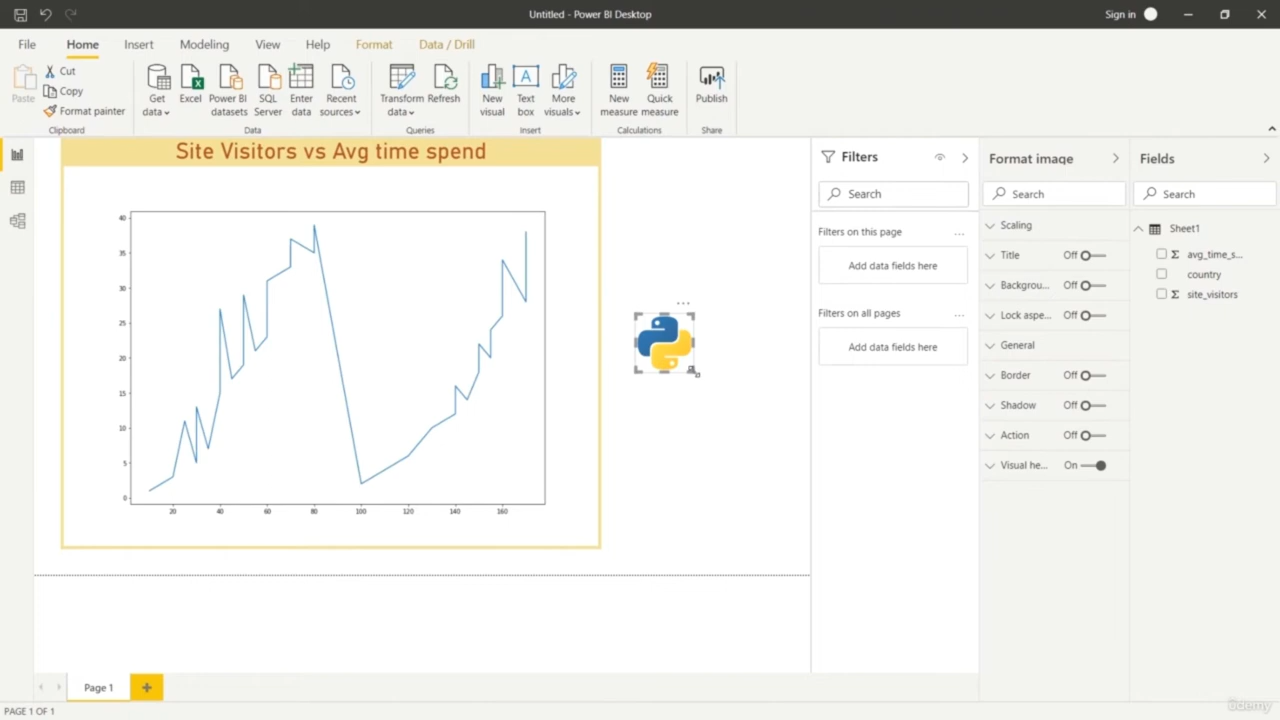 Untitled - Power BI Desktop
Sign in
File Home Insert Modeling View Help Format Data / Drill
Paste
Cut
Copy
Format painter
Clipboard
Get data
Excel
Power BI datasets
SQL Server
Enter data
Recent sources
Data
Transform data
Refresh
Queries
New visual
Text box
More visuals
Insert
New measure
Quick measure
Calculations
Publish
Share
Site Visitors vs Avg time spend
40
35
30
25
20
15
10
5
0
20 40 60 80 100 120 140 160
Filters
Search
Filters on this page ...
Add data fields here
Filters on all pages ...
Add data fields here
Format image
Search
Scaling
Title Off
Backgrou... Off
Lock aspe... Off
General
Border Off
Shadow Off
Action Off
Visual he... On
Fields
Search
Sheet1
Σ avg_time_s...
country
Σ site_visitors
Page 1
PAGE 1 OF 1
ûdemy